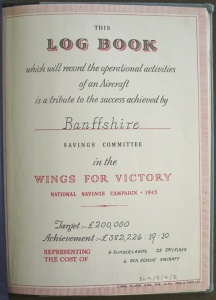 THIS
LOG BOOK
which will record the operational activities
of an Aircraft
is a tribute to the success achieved by
Banffshire
SAVINGS COMMITTEE
in the
WINGS FOR VICTORY
NATIONAL SAVINGS CAMPAIGN · 1943
Target :- £200,000
Achievement :- £382,226·19·10
REPRESENTING
THE COST OF
4 SUNDERLANDS 25 SPITFIRES
6 SEA RESCUE AIRCRAFT